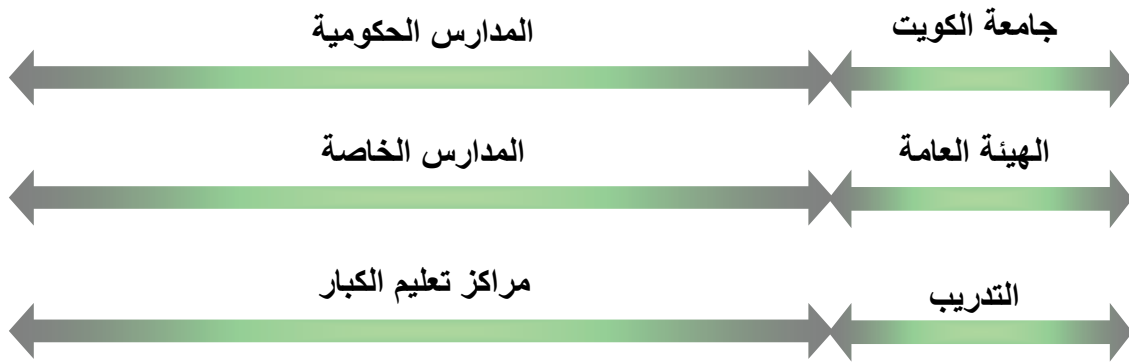 جامعة الكويت
المدارس الحكومية
الهيئة العامة
المدارس الخاصة
التدريب
مراكز تعليم الكبار